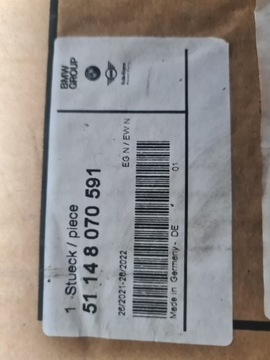 BMW
GROUP
1 Stueck / piece
51 14 8 070 591
EG N / EW N
26/2021-26/2022
01
Made in Germany - DE